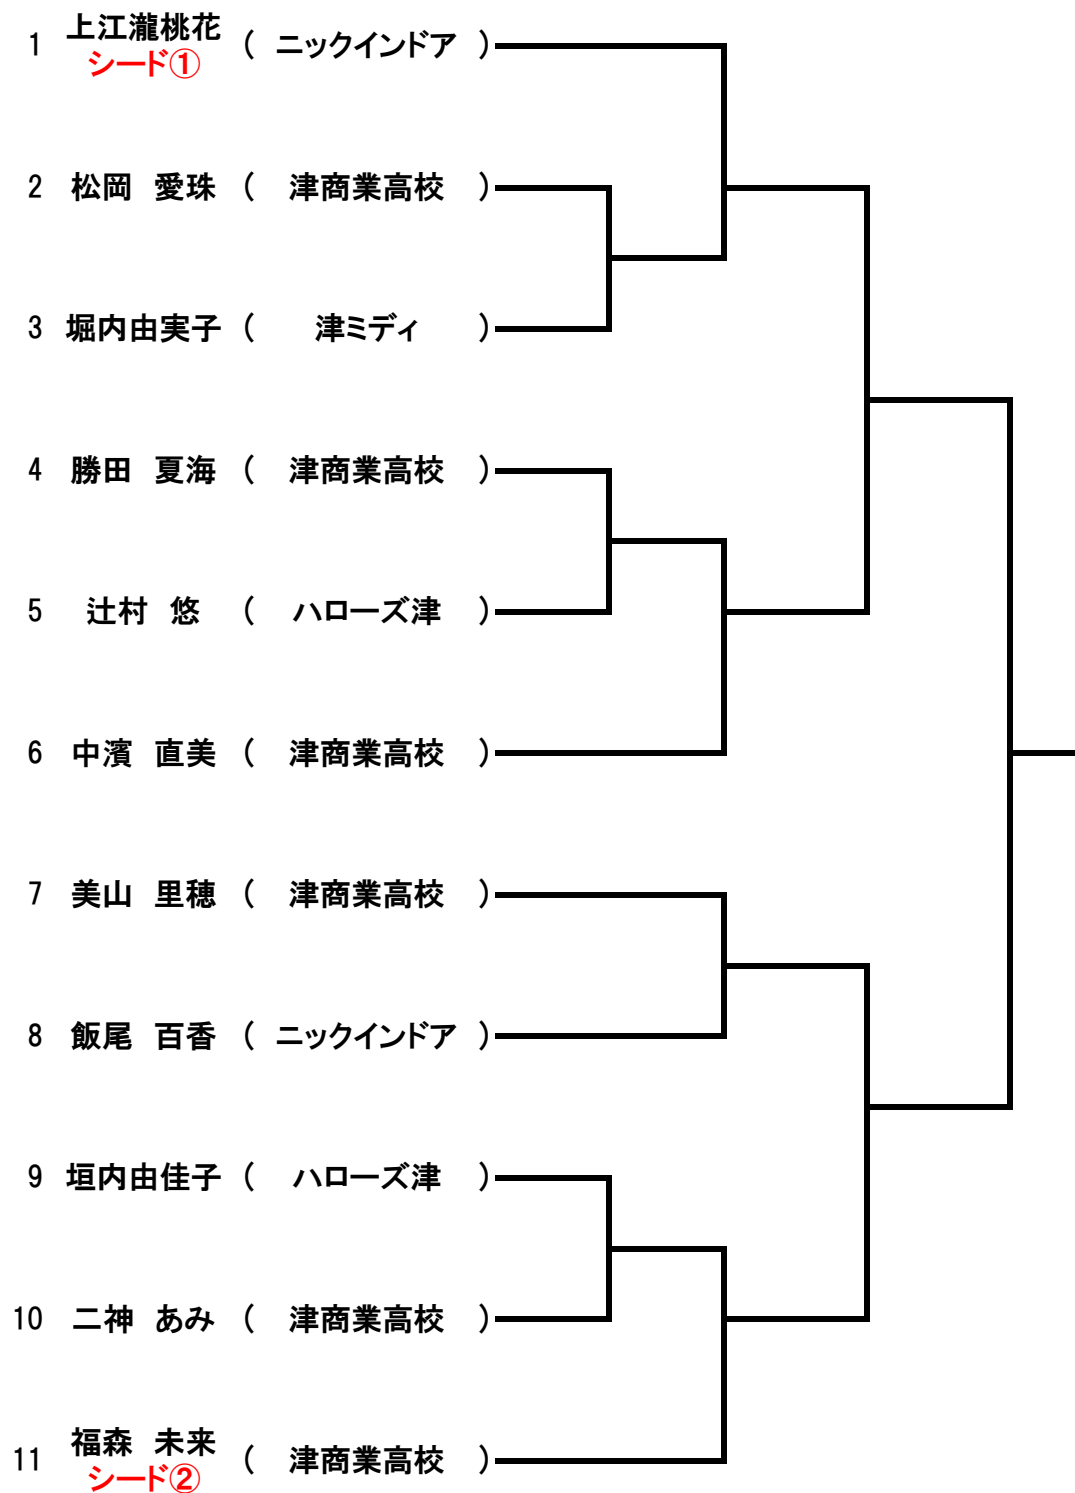 1 上江瀧桃花 ( ニックインドア )
シード①
2 松岡 愛珠 ( 津商業高校 )
3 堀内由実子 ( 津ミディ )
4 勝田 夏海 ( 津商業高校 )
5 辻村 悠 ( ハローズ津 )
6 中濱 直美 ( 津商業高校 )
7 美山 里穂 ( 津商業高校 )
8 飯尾 百香 ( ニックインドア )
9 垣内由佳子 ( ハローズ津 )
10 二神 あみ ( 津商業高校 )
11 福森 未来 ( 津商業高校 )
シード②